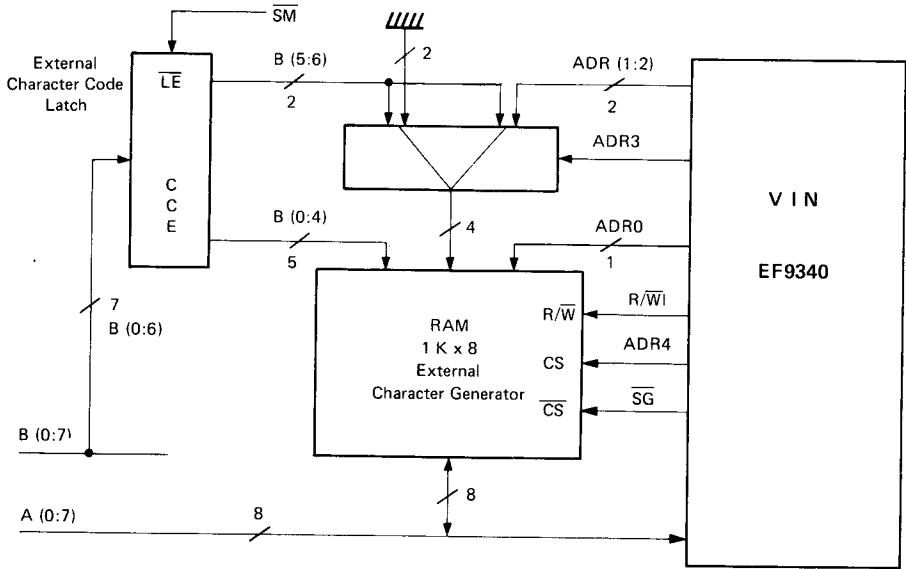 SM
External
Character Code
Latch
LE
C
C
E
B (5:6)
2
2
ADR (1:2)
2
ADR3
V I N
EF9340
B (0:4)
5
4
ADR0
1
7
B (0:6)
RAM
1 K x 8
External
Character Generator
R/W
CS
CS
R/WI
ADR4
SG
B (0:7)
A (0:7)
8
8